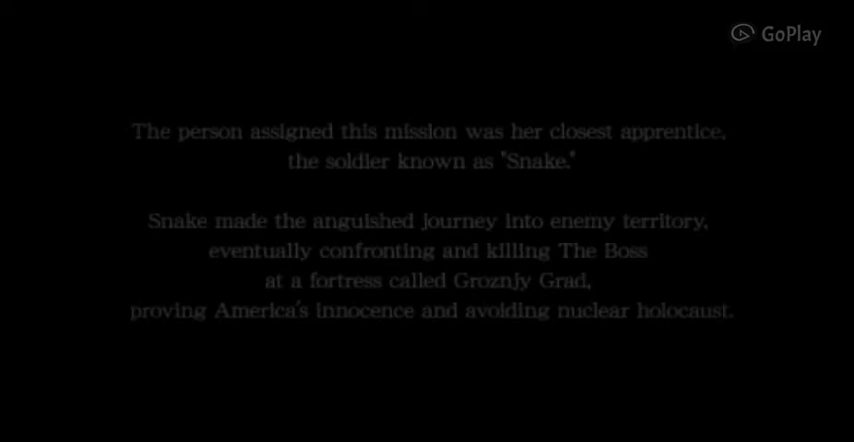 GoPlay
The person assigned this mission was her closest apprentice,
the soldier known as "Snake."
Snake made the anguished journey into enemy territory,
eventually confronting and killing The Boss
at a fortress called Groznjy Grad,
proving America's innocence and avoiding nuclear holocaust.